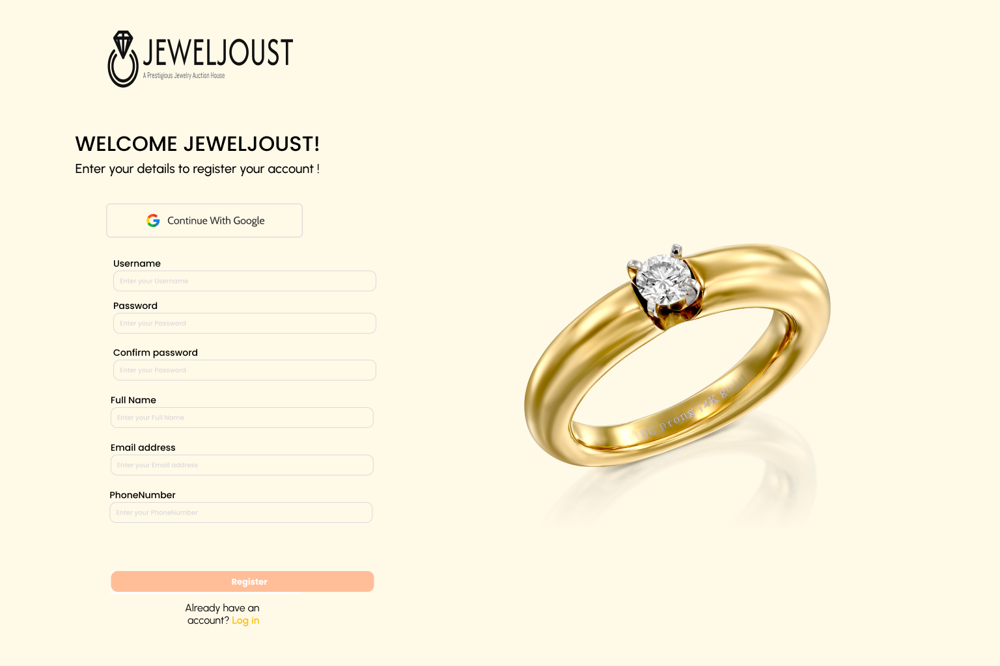 JEWELJOUST
A Prestigious Jewelry Auction House
WELCOME JEWELJOUST!
Enter your details to register your account !
Continue With Google
Username
Enter your Username
Password
Enter your Password
Confirm password
Enter your Password
Full Name
Enter your Full Name
Email address
Enter your Email address
PhoneNumber
Enter your PhoneNumber
Register
Already have an
account? Log in
prong 14K